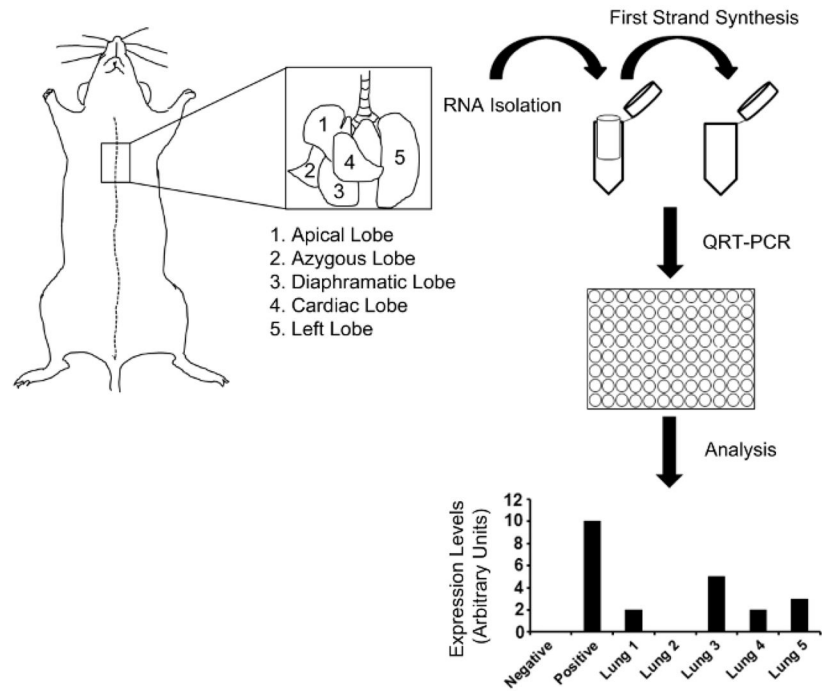 First Strand Synthesis
RNA Isolation
1
2
3
4
5
1. Apical Lobe
2. Azygous Lobe
3. Diaphramatic Lobe
4. Cardiac Lobe
5. Left Lobe
QRT-PCR
Analysis
Expression Levels
(Arbitrary Units)
12
10
8
6
4
2
0
Negative
Positive
Lung 1
Lung 2
Lung 3
Lung 4
Lung 5